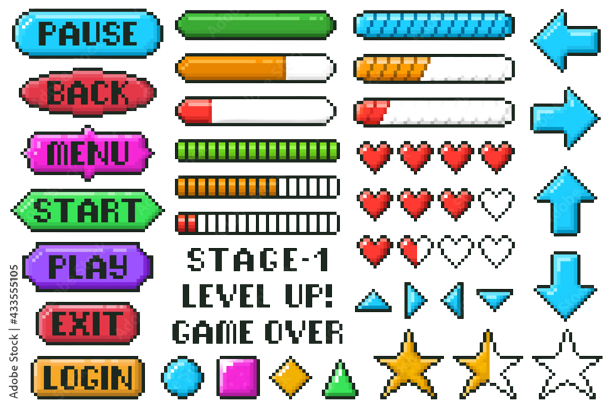 PAUSE
BACK
MENU
START
PLAY
EXIT
LOGIN
STAGE-1
LEVEL UP!
GAME OVER
Adobe Stock | #433555105